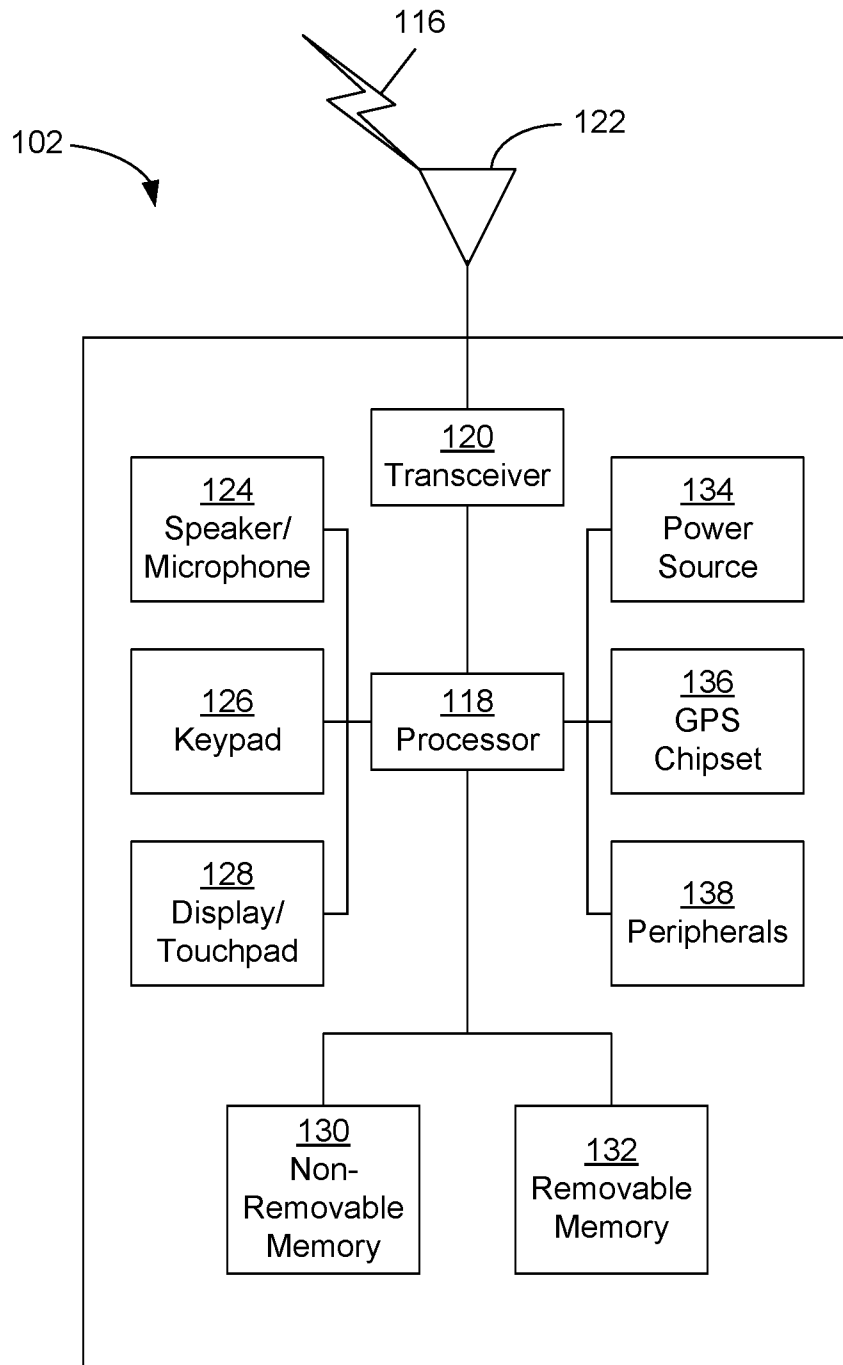 116
122
102
120
Transceiver
124
Speaker/
Microphone
134
Power
Source
126
Keypad
118
Processor
136
GPS
Chipset
128
Display/
Touchpad
138
Peripherals
130
Non-
Removable
Memory
132
Removable
Memory